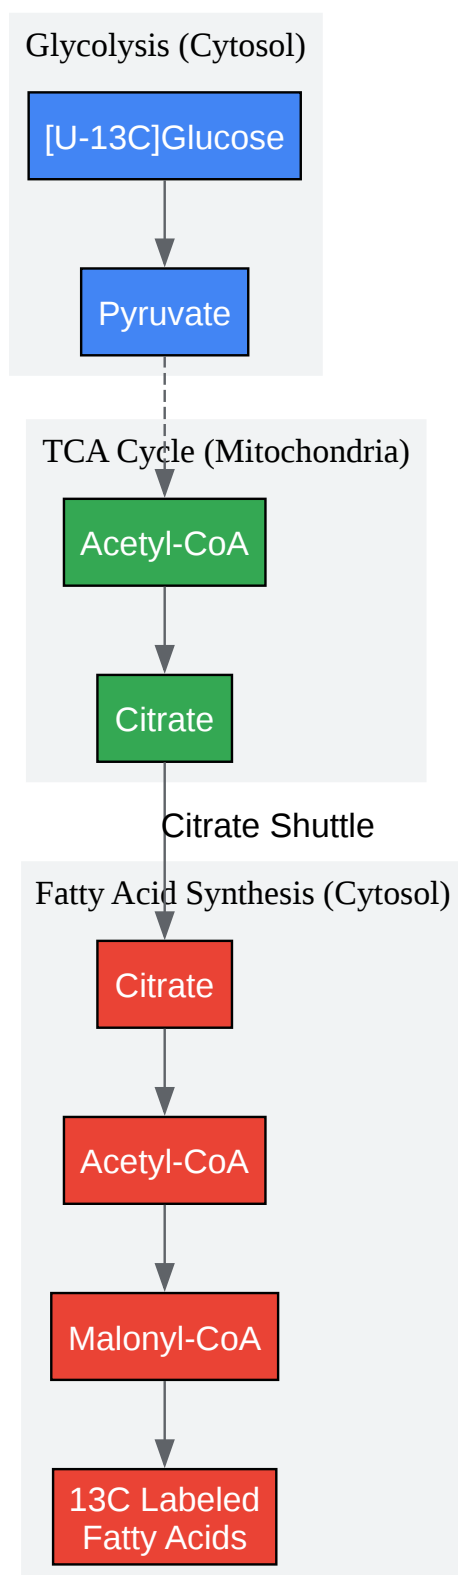 Glycolysis (Cytosol)
[U-13C]Glucose
Pyruvate
TCA Cycle (Mitochondria)
Acetyl-CoA
Citrate
Citrate Shuttle
Fatty Acid Synthesis (Cytosol)
Citrate
Acetyl-CoA
Malonyl-CoA
13C Labeled
Fatty Acids